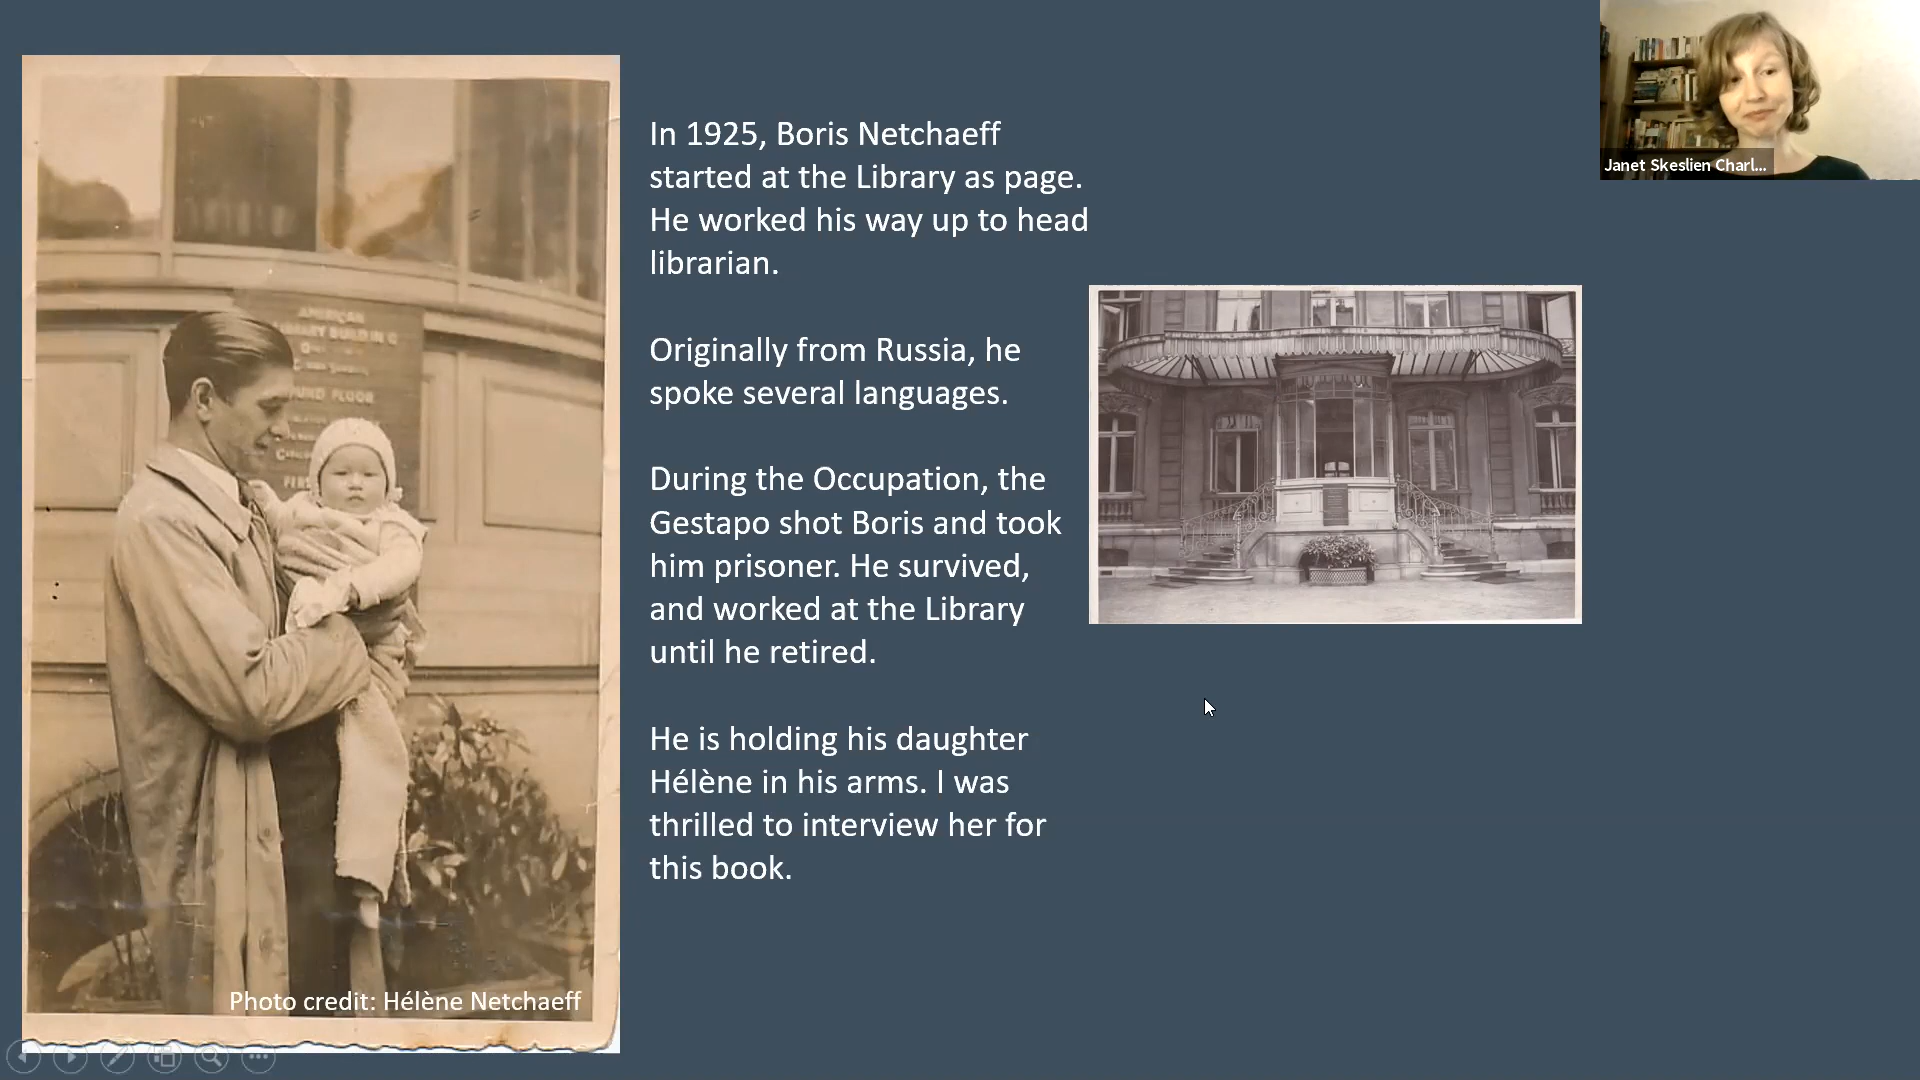 In 1925, Boris Netchaeff
started at the Library as page.
He worked his way up to head
librarian.
Originally from Russia, he
spoke several languages.
During the Occupation, the
Gestapo shot Boris and took
him prisoner. He survived,
and worked at the Library
until he retired.
He is holding his daughter
Hélène in his arms. I was
thrilled to interview her for
this book.
Photo credit: Hélène Netchaeff
Janet Skeslien Charl...
AMERICAN
BUILDING
FLOOR